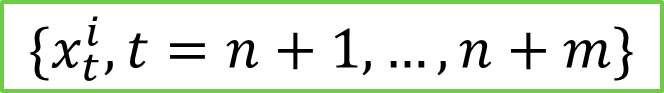 {x_t^i, t = n + 1, ..., n + m}